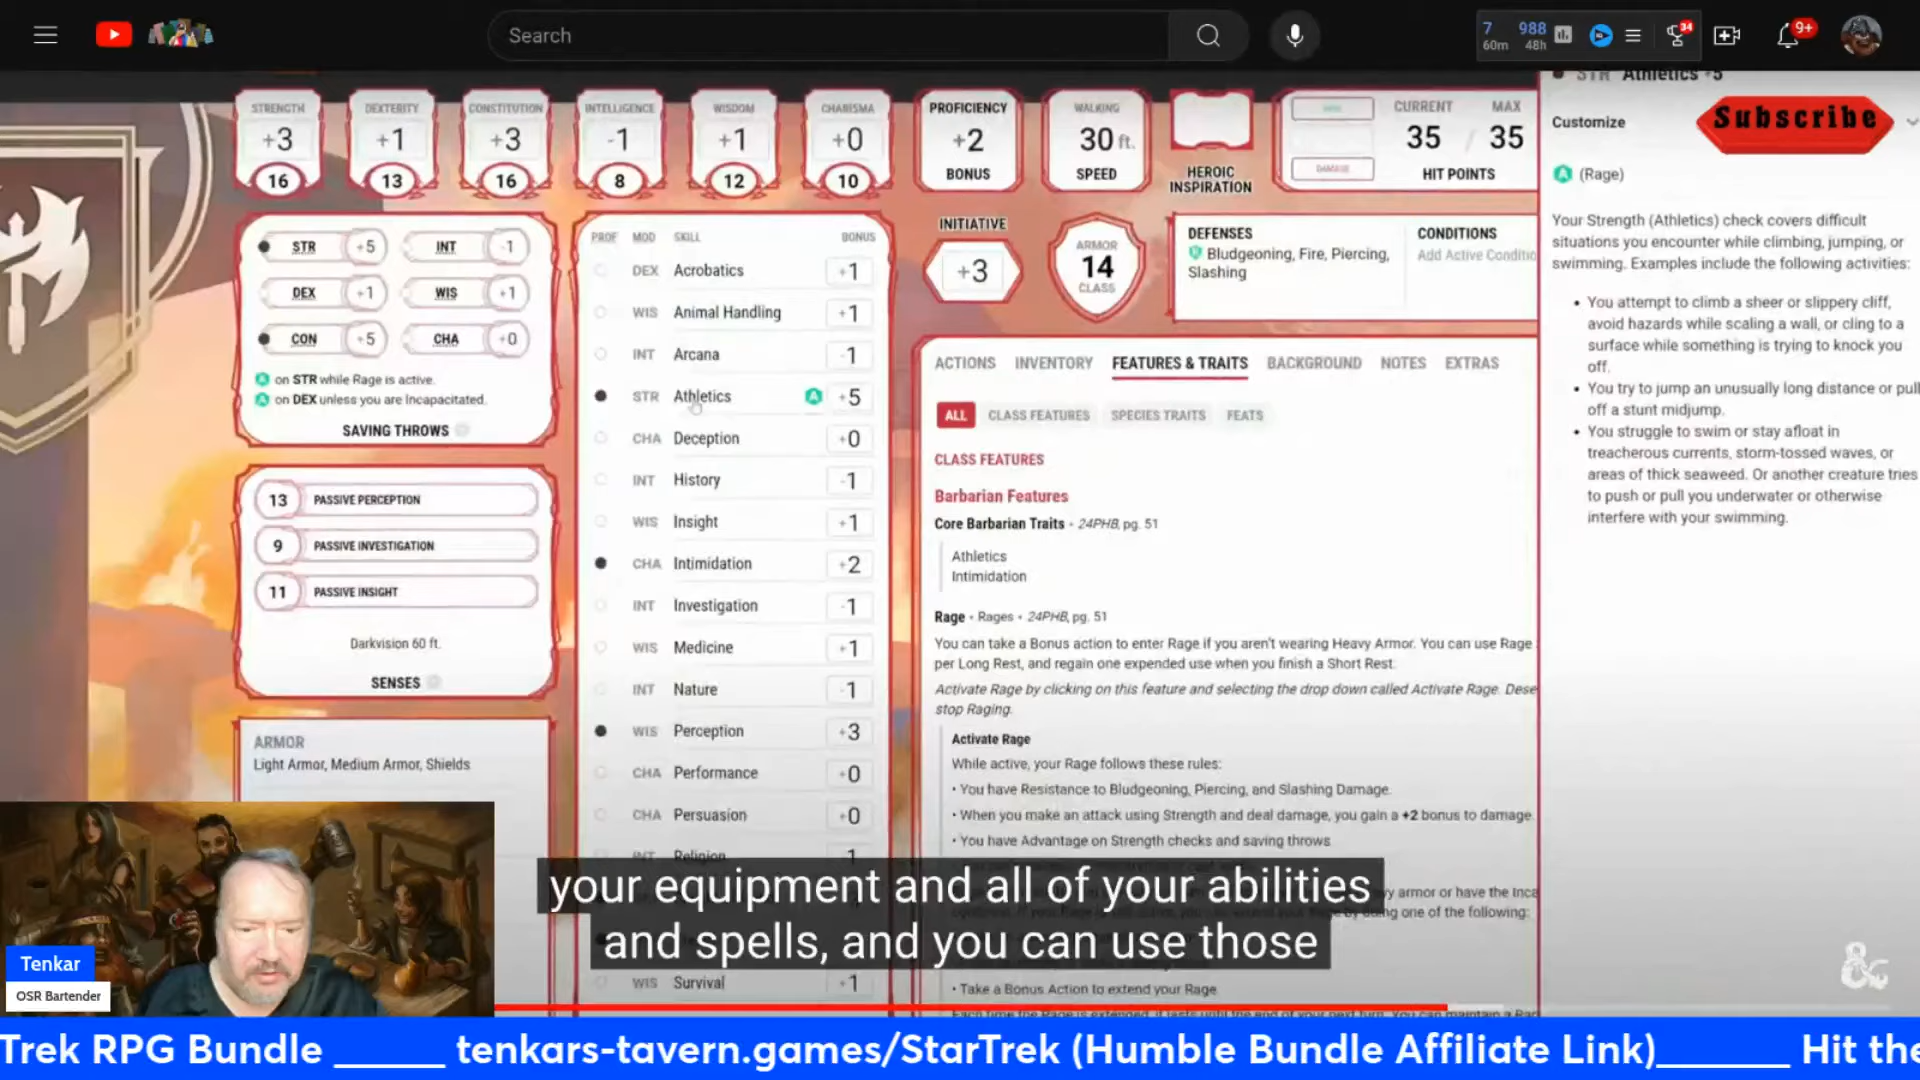 Search
7
60m
988
48h
34
9+
STRENGTH
+3
16
DEXTERITY
+1
13
CONSTITUTION
+3
16
INTELLIGENCE
-1
8
WISDOM
+1
12
CHARISMA
+0
10
PROFICIENCY
+2
BONUS
WALKING
30 ft.
SPEED
HEROIC
INSPIRATION
CURRENT
MAX
35 / 35
HIT POINTS
DAMAGE
STR Athletics +5
Customize
Subscribe
(Rage)
Your Strength (Athletics) check covers difficult
situations you encounter while climbing, jumping, or
swimming. Examples include the following activities:
• You attempt to climb a sheer or slippery cliff,
avoid hazards while scaling a wall, or cling to a
surface while something is trying to knock you
off.
• You try to jump an unusually long distance or pull
off a stunt midjump.
• You struggle to swim or stay afloat in
treacherous currents, storm-tossed waves, or
areas of thick seaweed. Or another creature tries
to push or pull you underwater or otherwise
interfere with your swimming.
STR +5
INT -1
DEX +1
WIS +1
CON +5
CHA +0
on STR while Rage is active.
on DEX unless you are Incapacitated.
SAVING THROWS
13 PASSIVE PERCEPTION
9 PASSIVE INVESTIGATION
11 PASSIVE INSIGHT
Darkvision 60 ft.
SENSES
ARMOR
Light Armor, Medium Armor, Shields
PROF MOD SKILL BONUS
DEX Acrobatics +1
WIS Animal Handling +1
INT Arcana -1
STR Athletics A +5
CHA Deception +0
INT History -1
WIS Insight +1
CHA Intimidation +2
INT Investigation -1
WIS Medicine +1
INT Nature -1
WIS Perception +3
CHA Performance +0
CHA Persuasion +0
INT Religion -1
WIS Survival +1
INITIATIVE
+3
ARMOR
14
CLASS
DEFENSES
Bludgeoning, Fire, Piercing,
Slashing
CONDITIONS
Add Active Conditio
ACTIONS INVENTORY FEATURES & TRAITS BACKGROUND NOTES EXTRAS
ALL CLASS FEATURES SPECIES TRAITS FEATS
CLASS FEATURES
Barbarian Features
Core Barbarian Traits • 24PHB, pg. 51
Athletics
Intimidation
Rage • Rages • 24PHB, pg. 51
You can take a Bonus action to enter Rage if you aren't wearing Heavy Armor. You can use Rage
per Long Rest, and regain one expended use when you finish a Short Rest.
Activate Rage by clicking on this feature and selecting the drop down called Activate Rage. Dese
stop Raging.
Activate Rage
While active, your Rage follows these rules:
• You have Resistance to Bludgeoning, Piercing, and Slashing Damage.
• When you make an attack using Strength and deal damage, you gain a +2 bonus to damage.
• You have Advantage on Strength checks and saving throws
armor or have the Inca
by doing one of the following:
• Take a Bonus Action to extend your Rage
your equipment and all of your abilities
and spells, and you can use those
Tenkar
OSR Bartender
Trek RPG Bundle ______ tenkars-tavern.games/StarTrek (Humble Bundle Affiliate Link)_______ Hit the